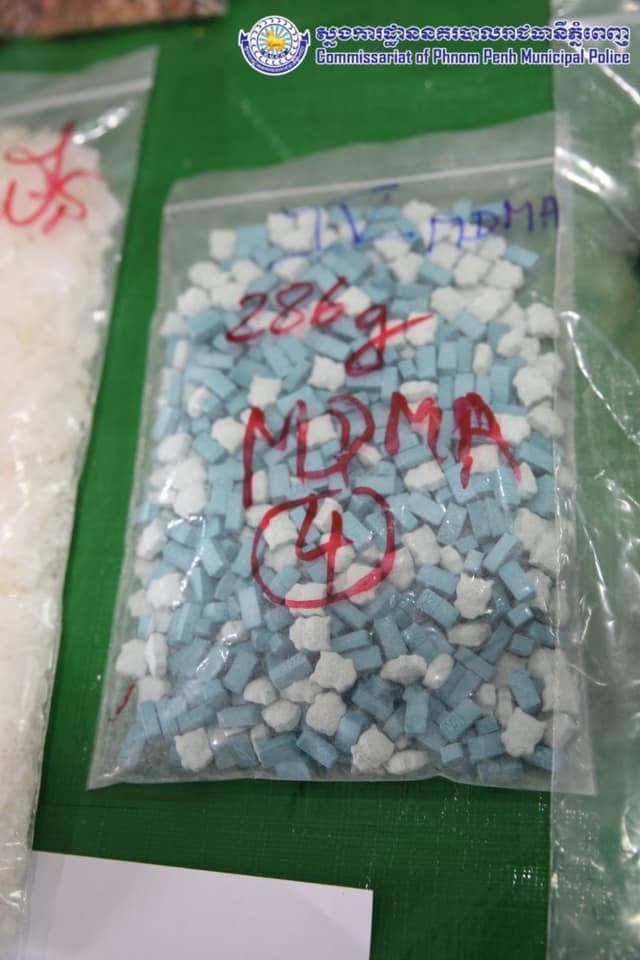 ស្នងការដ្ឋាននគរបាលរាជធានីភ្នំពេញ
Commissariat of Phnom Penh Municipal Police
MDMA
286g
MDMA
4